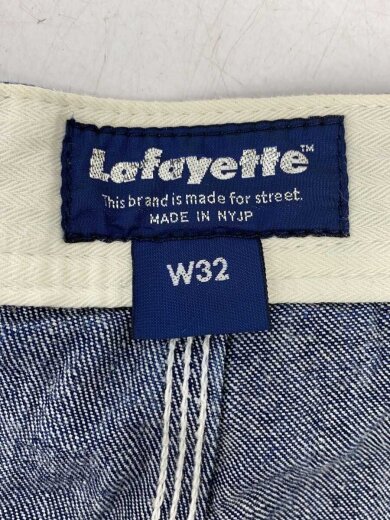 Lafayette™
This brand is made for street.
MADE IN NYJP
W32